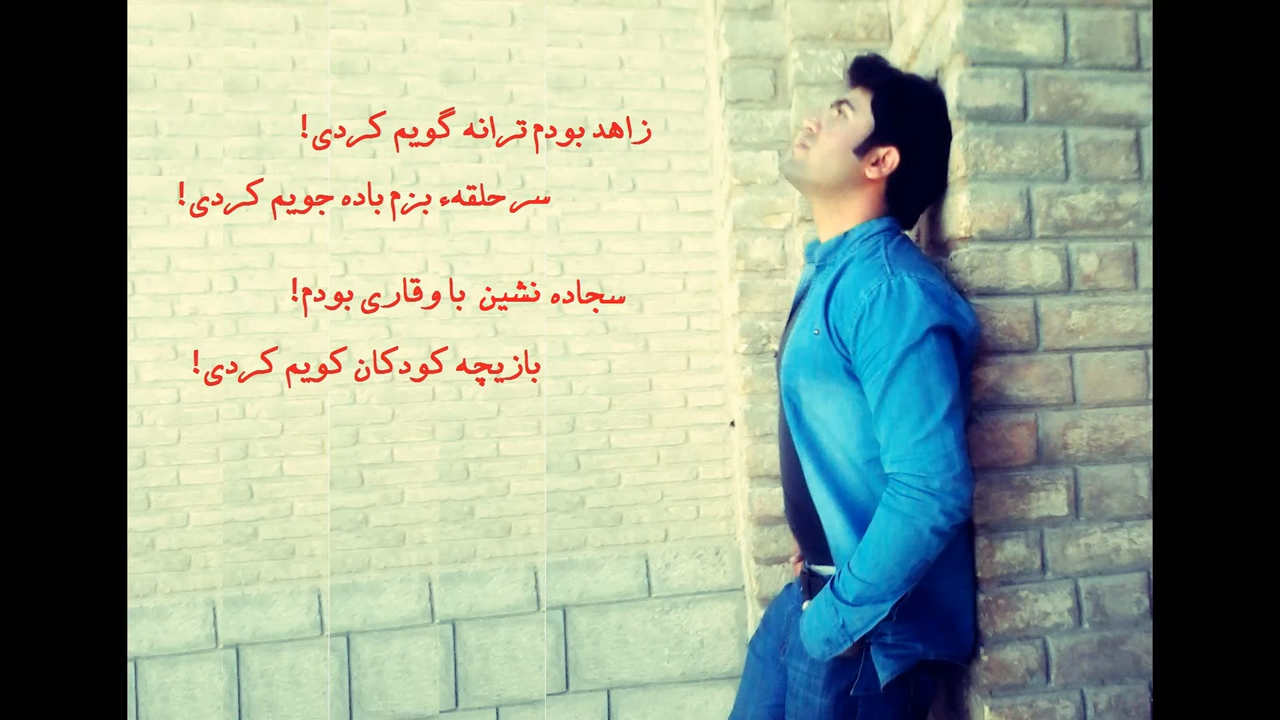 زاهد بودم ترانه گویم کردی!
سر حلقهء بزم باده جویم کردی!
سجاده نشین با وقاری بودم!
بازیچه کودکان کویم کردی!